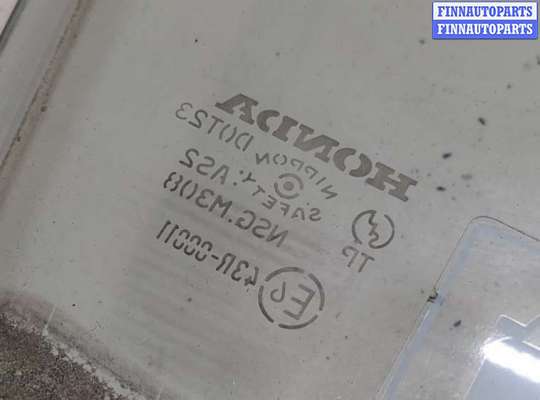 FINNAUTOPARTS
FINNAUTOPARTS
HONDA
NIPPON DOT23
SAFETY. AS2
TP NSG.M308
E6 43R-00011